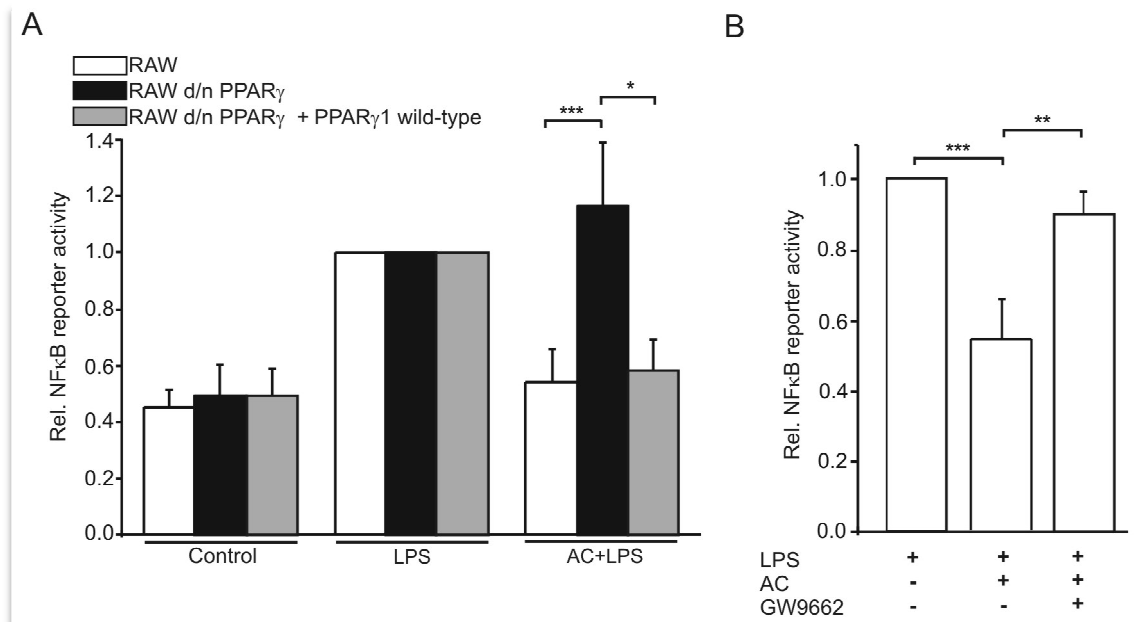 A
RAW
RAW d/n PPARγ
RAW d/n PPARγ + PPARγ1 wild-type
Rel. NFκB reporter activity
1.4
1.2
1.0
0.8
0.6
0.4
0.2
0.0
*** *
Control LPS AC+LPS
B
Rel. NFκB reporter activity
1.0
0.8
0.6
0.4
0.2
0.0
*** **
LPS + + +
AC - + +
GW9662 - - +